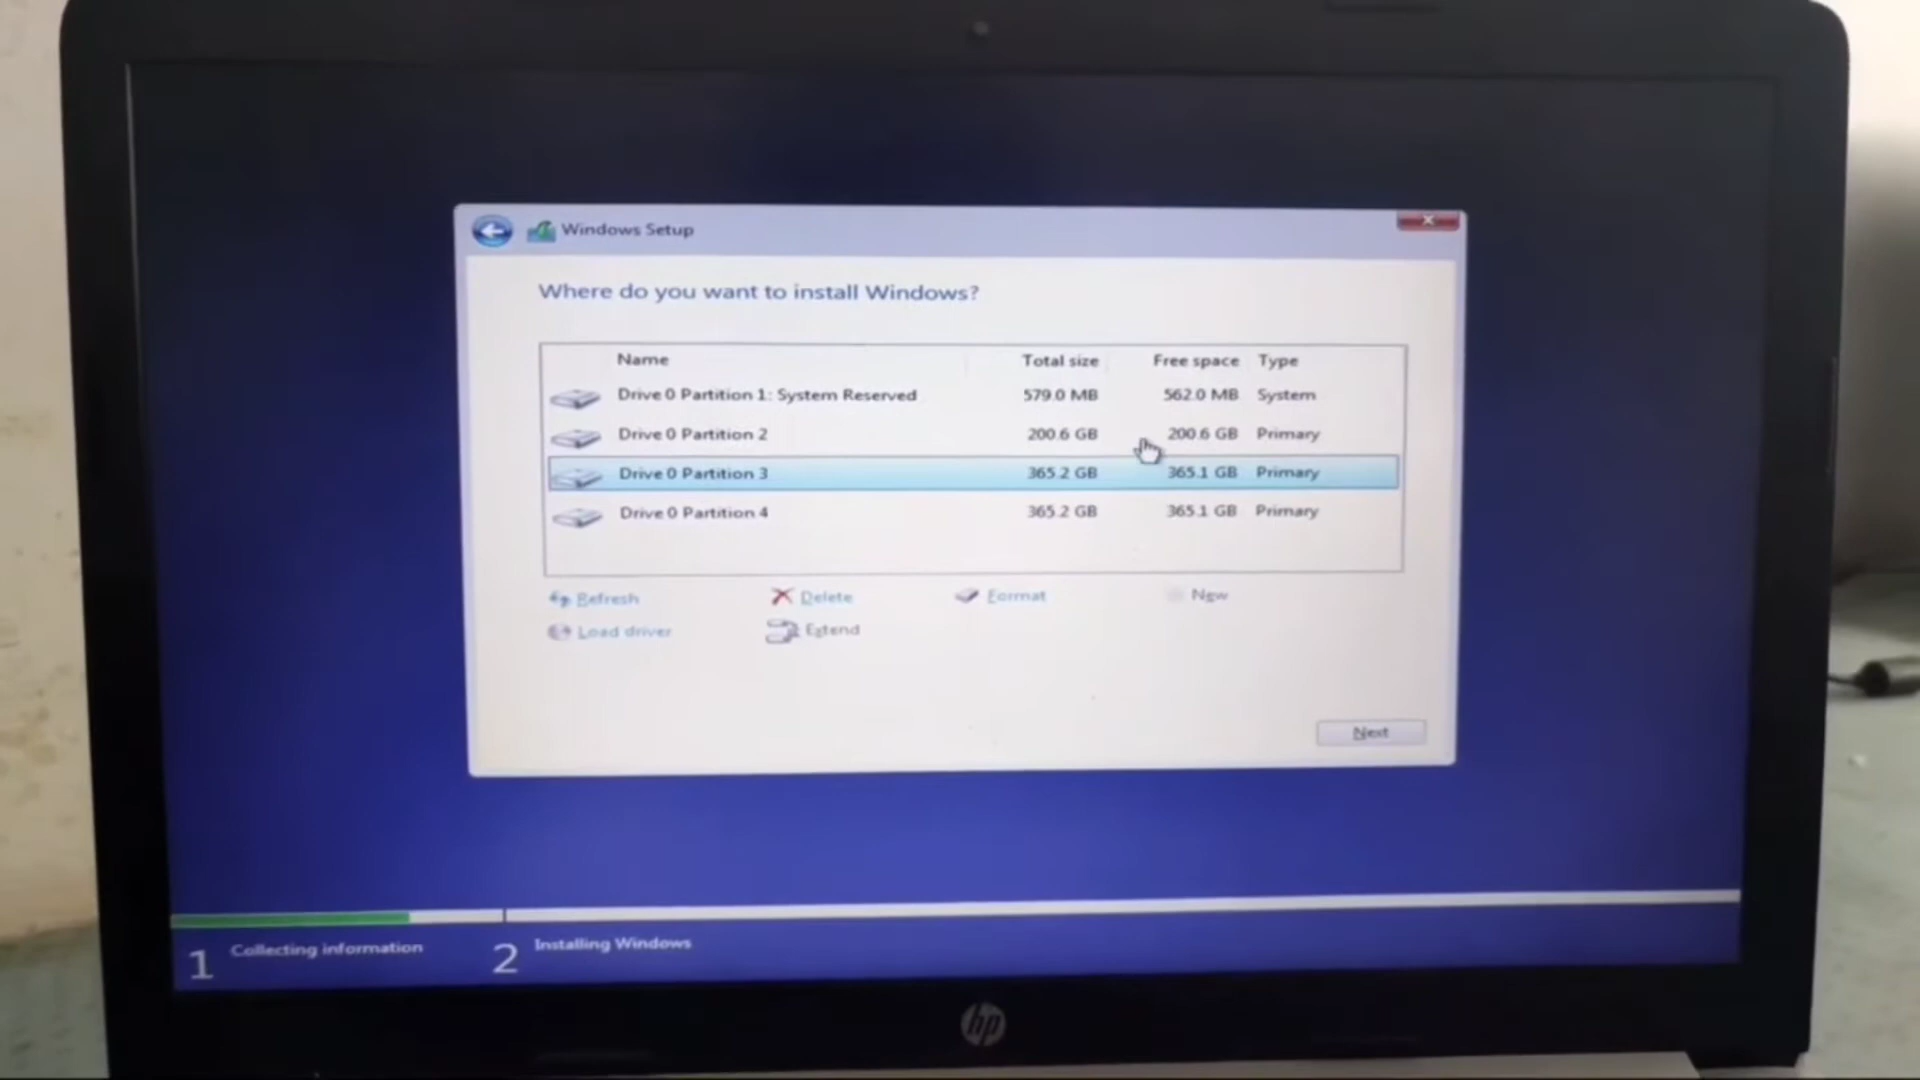 Windows Setup
Where do you want to install Windows?
Name Total size Free space Type
Drive 0 Partition 1: System Reserved 579.0 MB 562.0 MB System
Drive 0 Partition 2 200.6 GB 200.6 GB Primary
Drive 0 Partition 3 365.2 GB 365.1 GB Primary
Drive 0 Partition 4 365.2 GB 365.1 GB Primary
Refresh Delete Format New
Load driver Extend
Next
1 Collecting information 2 Installing Windows
hp